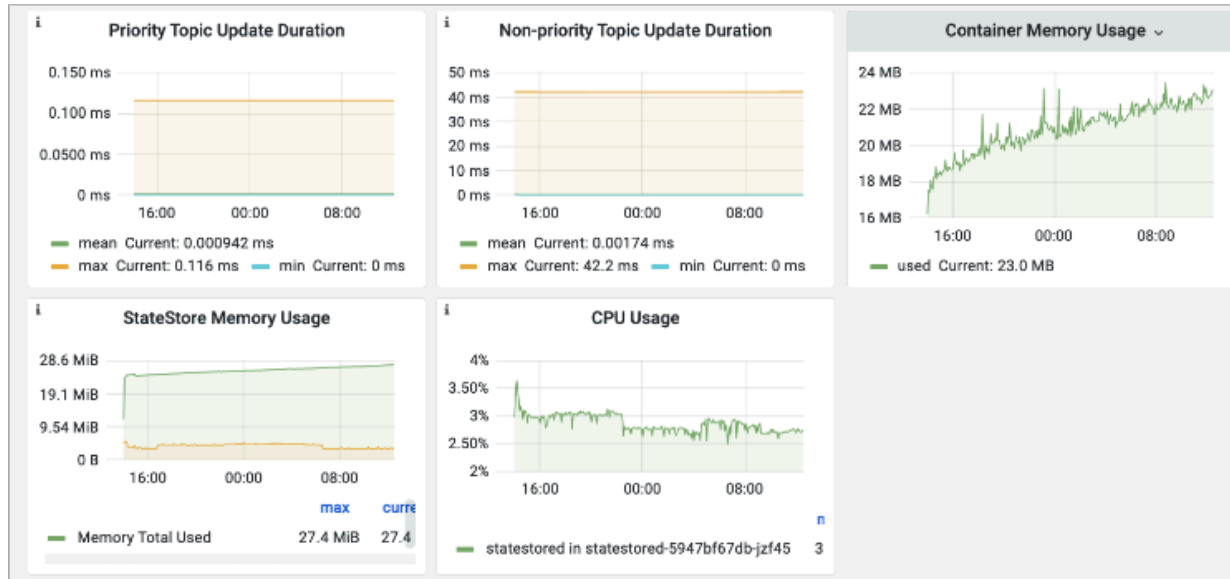 i
Priority Topic Update Duration
0.150 ms
0.100 ms
0.0500 ms
0 ms
16:00 00:00 08:00
mean Current: 0.000942 ms
max Current: 0.116 ms min Current: 0 ms
i
Non-priority Topic Update Duration
50 ms
40 ms
30 ms
20 ms
10 ms
0 ms
16:00 00:00 08:00
mean Current: 0.00174 ms
max Current: 42.2 ms min Current: 0 ms
Container Memory Usage
24 MB
22 MB
20 MB
18 MB
16 MB
16:00 00:00 08:00
used Current: 23.0 MB
i
StateStore Memory Usage
28.6 MiB
19.1 MiB
9.54 MiB
0 B
16:00 00:00 08:00
max curre
Memory Total Used 27.4 MiB 27.4
i
CPU Usage
4%
3.50%
3%
2.50%
2%
16:00 00:00 08:00
statestored in statestored-5947bf67db-jzf45 3